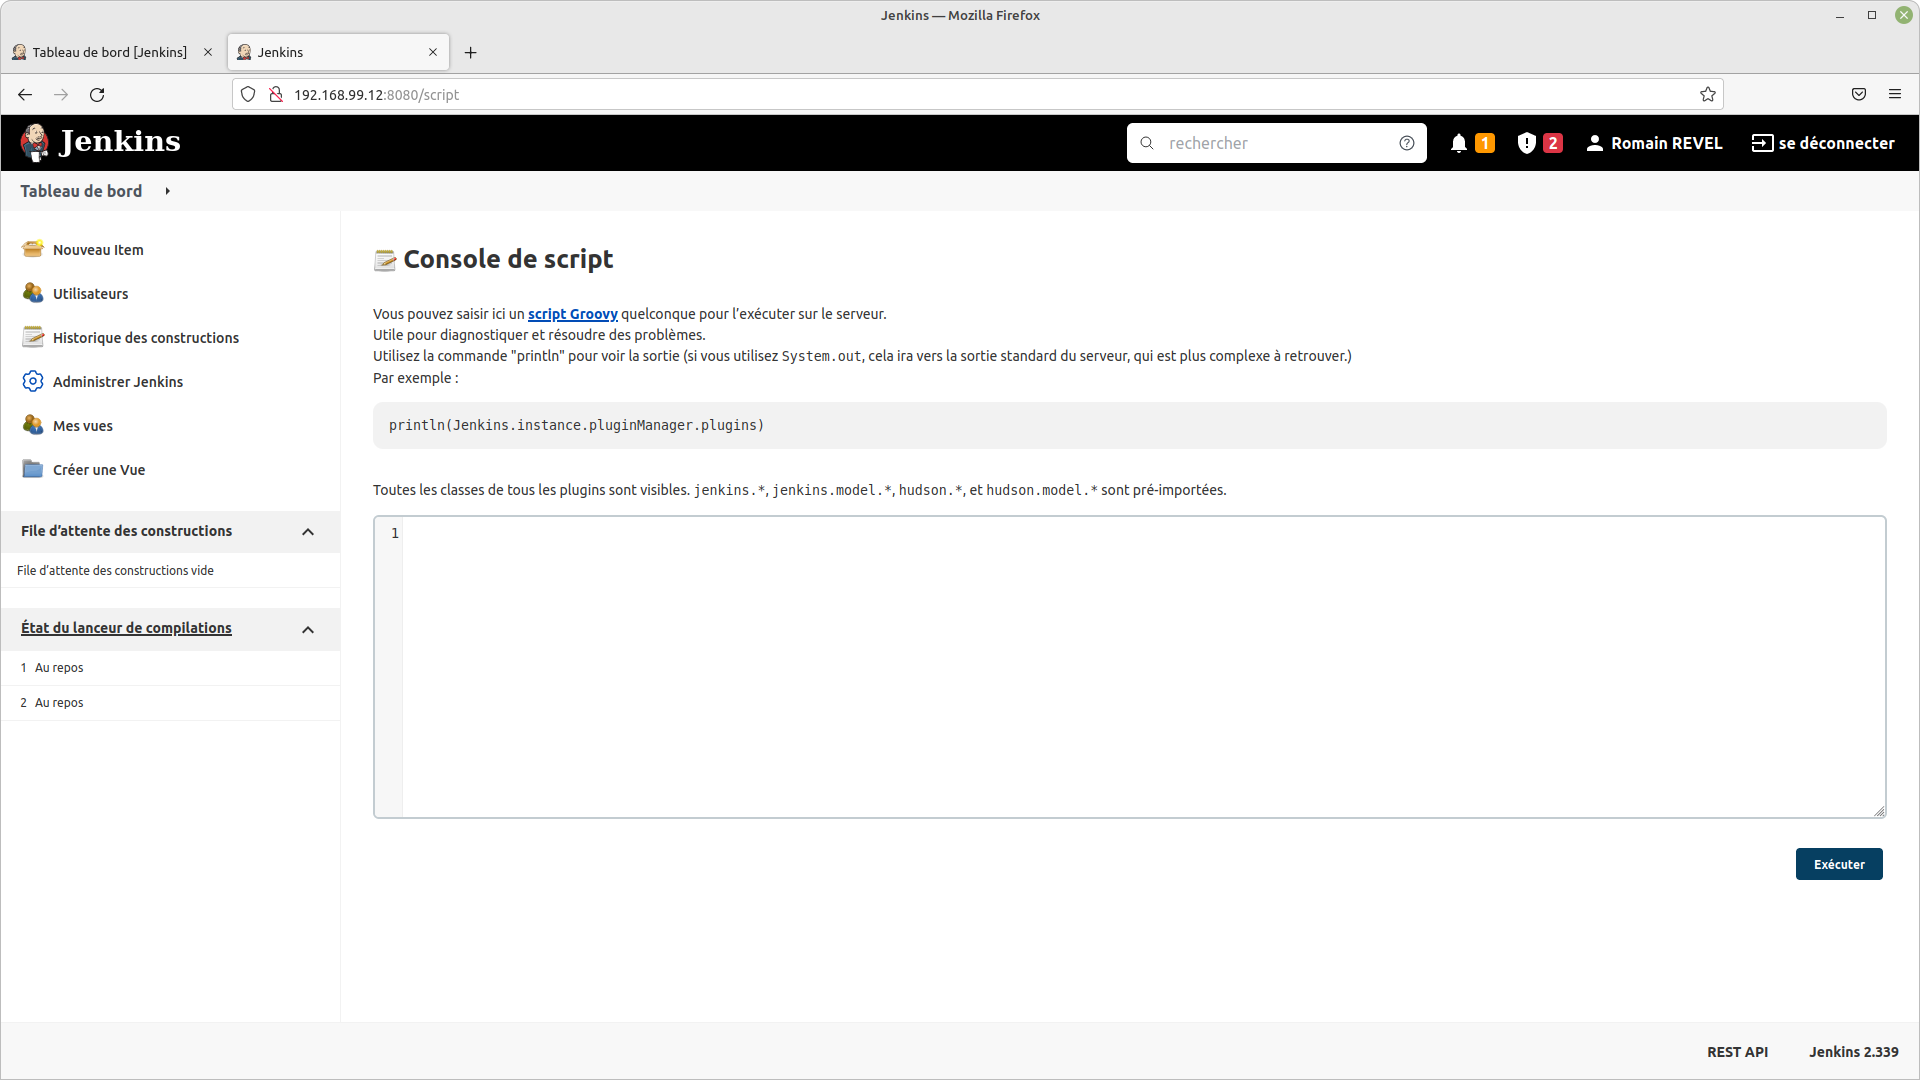 Jenkins — Mozilla Firefox
Tableau de bord [Jenkins]
Jenkins
192.168.99.12:8080/script
Jenkins
rechercher
1
2
Romain REVEL
se déconnecter
Tableau de bord
Nouveau Item
Utilisateurs
Historique des constructions
Administrer Jenkins
Mes vues
Créer une Vue
File d’attente des constructions
File d’attente des constructions vide
État du lanceur de compilations
1 Au repos
2 Au repos
Console de script
Vous pouvez saisir ici un script Groovy quelconque pour l’exécuter sur le serveur.
Utile pour diagnostiquer et résoudre des problèmes.
Utilisez la commande "println" pour voir la sortie (si vous utilisez System.out, cela ira vers la sortie standard du serveur, qui est plus complexe à retrouver.)
Par exemple :
println(Jenkins.instance.pluginManager.plugins)
Toutes les classes de tous les plugins sont visibles. jenkins.*, jenkins.model.*, hudson.*, et hudson.model.* sont pré-importées.
1
Exécuter
REST API
Jenkins 2.339